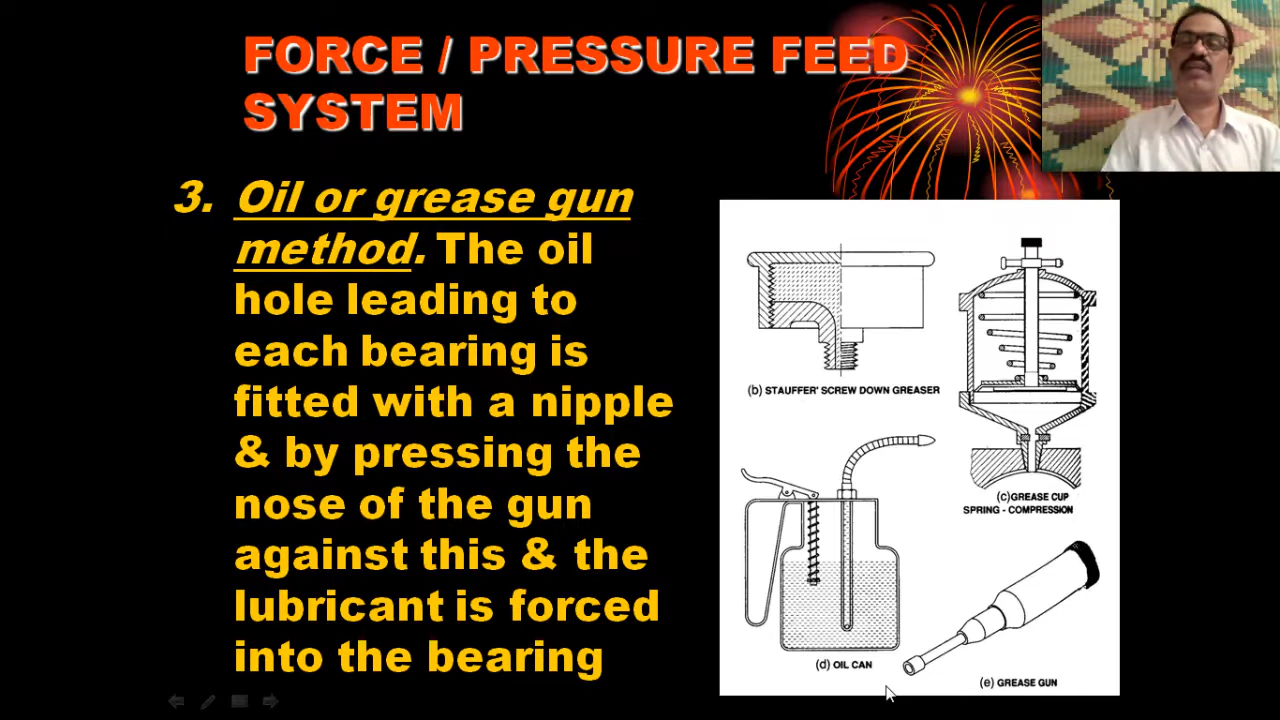 FORCE / PRESSURE FEED
SYSTEM
3. Oil or grease gun
method. The oil
hole leading to
each bearing is
fitted with a nipple
& by pressing the
nose of the gun
against this & the
lubricant is forced
into the bearing
(b) STAUFFER' SCREW DOWN GREASER
(c) GREASE CUP
SPRING - COMPRESSION
(d) OIL CAN
(e) GREASE GUN